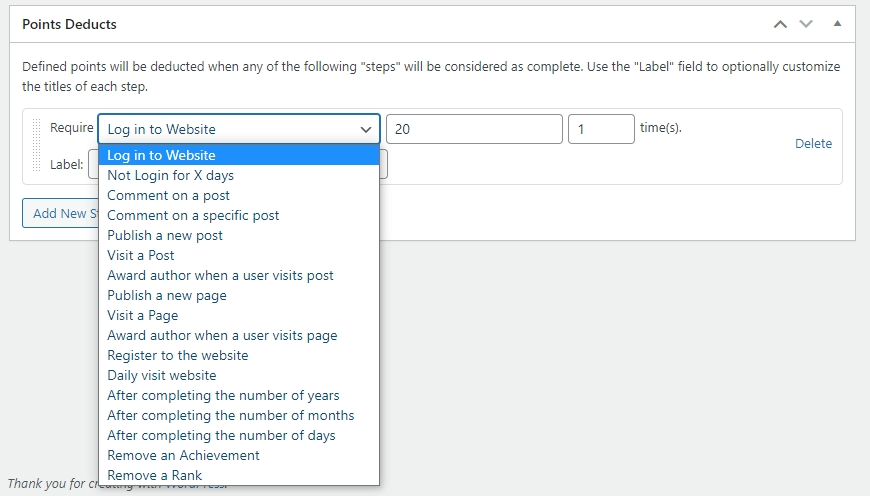 Points Deducts
Defined points will be deducted when any of the following "steps" will be considered as complete. Use the "Label" field to optionally customize
the titles of each step.
Require Log in to Website 20 1 time(s).
Delete
Label:
Add New
Log in to Website
Not Login for X days
Comment on a post
Comment on a specific post
Publish a new post
Visit a Post
Award author when a user visits post
Publish a new page
Visit a Page
Award author when a user visits page
Register to the website
Daily visit website
After completing the number of years
After completing the number of months
After completing the number of days
Remove an Achievement
Remove a Rank
Thank you for